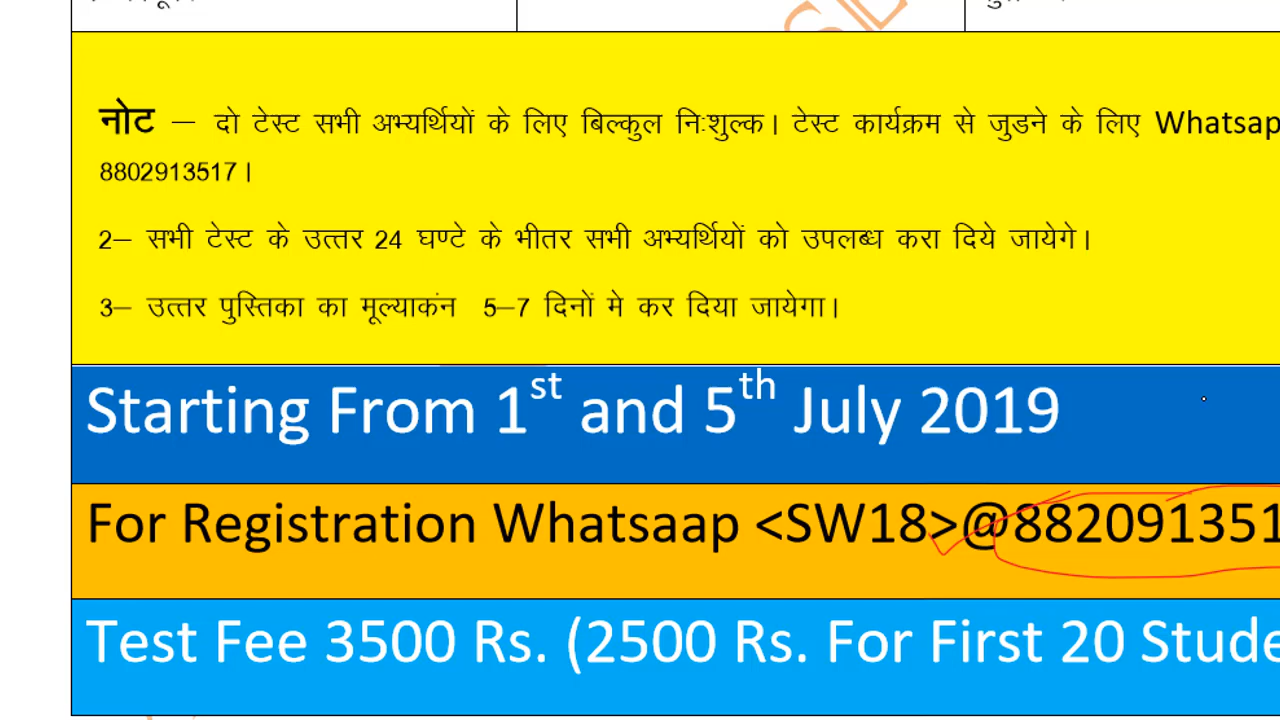 नोट — दो टेस्ट सभी अभ्यर्थियों के लिए बिल्कुल निःशुल्क। टेस्ट कार्यक्रम से जुडने के लिए Whatsap
8802913517।
2— सभी टेस्ट के उत्तर 24 घण्टे के भीतर सभी अभ्यर्थियों को उपलब्ध करा दिये जायेगे।
3— उत्तर पुस्तिका का मूल्याकंन 5—7 दिनों मे कर दिया जायेगा।
Starting From 1st and 5th July 2019
For Registration Whatsaap <SW18>@882091351
Test Fee 3500 Rs. (2500 Rs. For First 20 Stude